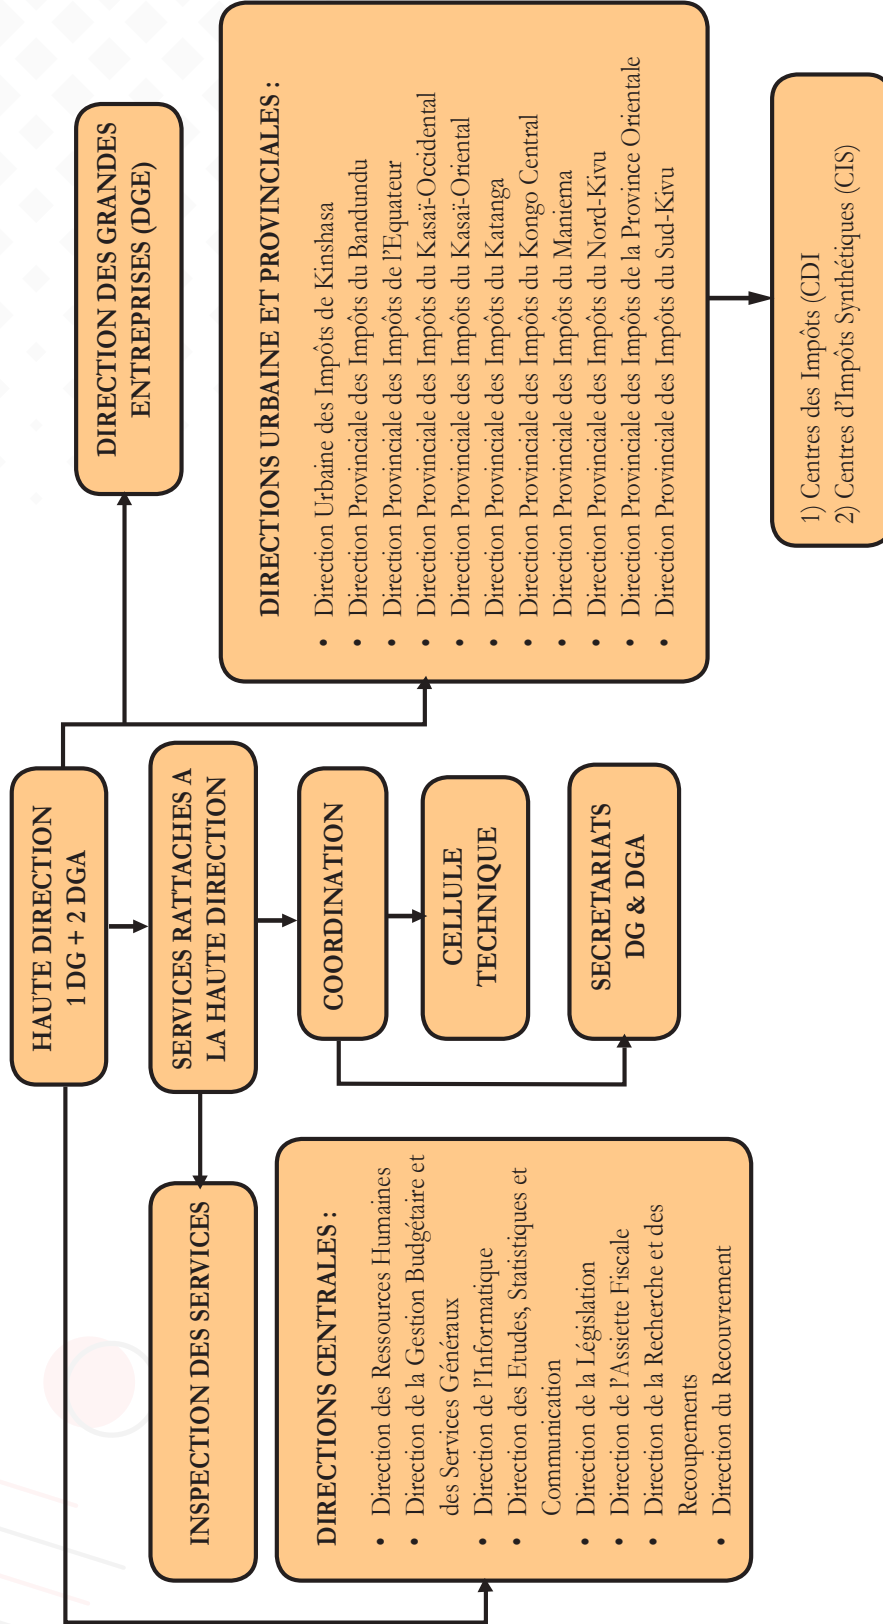 HAUTE DIRECTION
1 DG + 2 DGA
SERVICES RATTACHES A
LA HAUTE DIRECTION
COORDINATION
CELLULE
TECHNIQUE
SECRETARIATS
DG & DGA
INSPECTION DES SERVICES
DIRECTIONS CENTRALES :
• Direction des Ressources Humaines
• Direction de la Gestion Budgétaire et
des Services Généraux
• Direction de l'Informatique
• Direction des Etudes, Statistiques et
Communication
• Direction de la Législation
• Direction de l'Assiette Fiscale
• Direction de la Recherche et des
Recoupements
• Direction du Recouvrement
DIRECTION DES GRANDES
ENTREPRISES (DGE)
DIRECTIONS URBAINE ET PROVINCIALES :
• Direction Urbaine des Impôts de Kinshasa
• Direction Provinciale des Impôts du Bandundu
• Direction Provinciale des Impôts de l'Equateur
• Direction Provinciale des Impôts du Kasaï-Occidental
• Direction Provinciale des Impôts du Kasaï-Oriental
• Direction Provinciale des Impôts du Katanga
• Direction Provinciale des Impôts du Kongo Central
• Direction Provinciale des Impôts du Maniema
• Direction Provinciale des Impôts du Nord-Kivu
• Direction Provinciale des Impôts de la Province Orientale
• Direction Provinciale des Impôts du Sud-Kivu
1) Centres des Impôts (CDI
2) Centres d'Impôts Synthétiques (CIS)